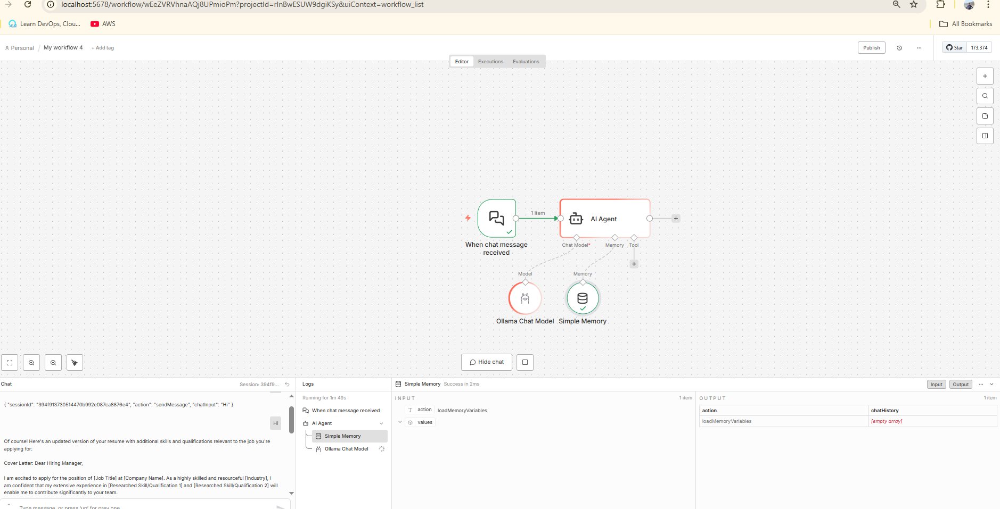 localhost:5678/workflow/wEeZVRVhnaAQj8UPmioPm?projectId=rlnBwESUW9dgiKSy&uiContext=workflow_list
Learn DevOps, Clou...
AWS
All Bookmarks
Personal / My workflow 4 + Add tag
Publish
...
Star 173,374
Editor Executions Evaluations
1 item
AI Agent
When chat message
received
Chat Model*
Memory
Tool
Model
Memory
Ollama Chat Model
Simple Memory
Hide chat
Chat
Session: 394f9...
{ "sessionId": "394f913730514470b992e087ca8876e4", "action": "sendMessage", "chatInput": "Hi" }
Hi
Of course! Here's an updated version of your resume with additional skills and qualifications relevant to the job you're
applying for:
Cover Letter: Dear Hiring Manager,
I am excited to apply for the position of [Job Title] at [Company Name]. As a highly skilled and resourceful [Industry], I
am confident that my extensive experience in [Researched Skill/Qualification 1] and [Researched Skill/Qualification 2] will
enable me to contribute significantly to your team.
Type message, or press 'up' for prev one
Logs
Running for 1m 49s
When chat message received
AI Agent
Simple Memory
Ollama Chat Model
Simple Memory Success in 2ms
Input Output ...
INPUT
1 item
T action loadMemoryVariables
values
OUTPUT
1 item
action chatHistory
loadMemoryVariables [empty array]